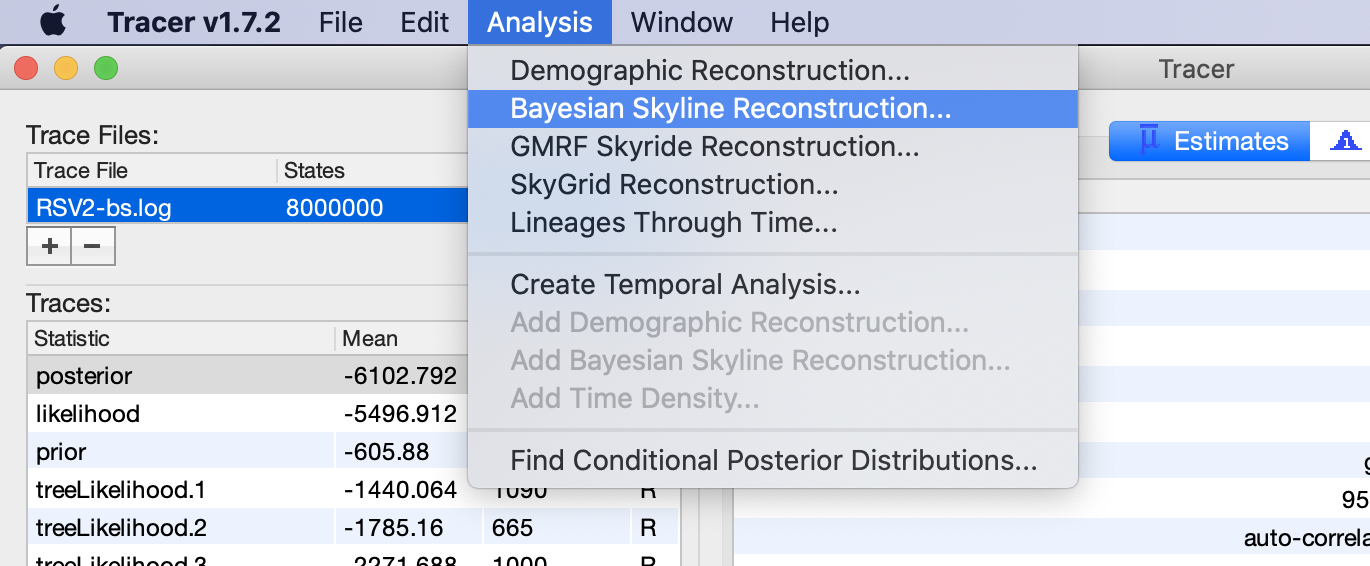 Tracer v1.7.2 File Edit Analysis Window Help
Tracer
Demographic Reconstruction...
Bayesian Skyline Reconstruction...
GMRF Skyride Reconstruction...
SkyGrid Reconstruction...
Lineages Through Time...
Create Temporal Analysis...
Add Demographic Reconstruction...
Add Bayesian Skyline Reconstruction...
Add Time Density...
Find Conditional Posterior Distributions...
Trace Files:
Trace File States
RSV2-bs.log 8000000
+ −
Traces:
Statistic Mean
posterior -6102.792
likelihood -5496.912
prior -605.88
treeLikelihood.1 -1440.064 1090 R
treeLikelihood.2 -1785.16 665 R
treeLikelihood.3 -2271.688 1000 R
μ Estimates
95
auto-correla